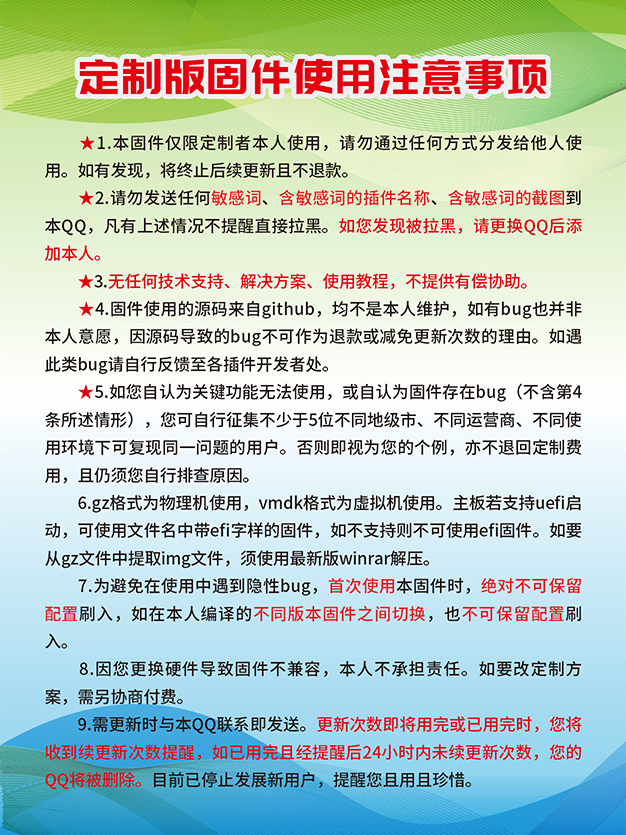 定制版固件使用注意事项
★1.本固件仅限定制者本人使用，请勿通过任何方式分发给他人使
用。如有发现，将终止后续更新且不退款。
★2.请勿发送任何敏感词、含敏感词的插件名称、含敏感词的截图到
本QQ，凡有上述情况不提醒直接拉黑。如您发现被拉黑，请更换QQ后添
加本人。
★3.无任何技术支持、解决方案、使用教程，不提供有偿协助。
★4.固件使用的源码来自github，均不是本人维护，如有bug也并非
本人意愿，因源码导致的bug不可作为退款或减免更新次数的理由。如遇
此类bug请自行反馈至各插件开发者处。
★5.如您自认为关键功能无法使用，或自认为固件存在bug（不含第4
条所述情形），您可自行征集不少于5位不同地级市、不同运营商、不同使
用环境下可复现同一问题的用户。否则即视为您的个例，亦不退回定制费
用，且仍须您自行排查原因。
6.gz格式为物理机使用，vmdk格式为虚拟机使用。主板若支持uefi启
动，可使用文件名中带efi字样的固件，如不支持则不可使用efi固件。如要
从gz文件中提取img文件，须使用最新版winrar解压。
7.为避免在使用中遇到隐性bug，首次使用本固件时，绝对不可保留
配置刷入，如在本人编译的不同版本固件之间切换，也不可保留配置刷
入。
8.因您更换硬件导致固件不兼容，本人不承担责任。如要改定制方
案，需另协商付费。
9.需更新时与本QQ联系即发送。更新次数即将用完或已用完时，您将
收到续更新次数提醒，如已用完且经提醒后24小时内未续更新次数，您的
QQ将被删除。目前已停止发展新用户，提醒您且用且珍惜。